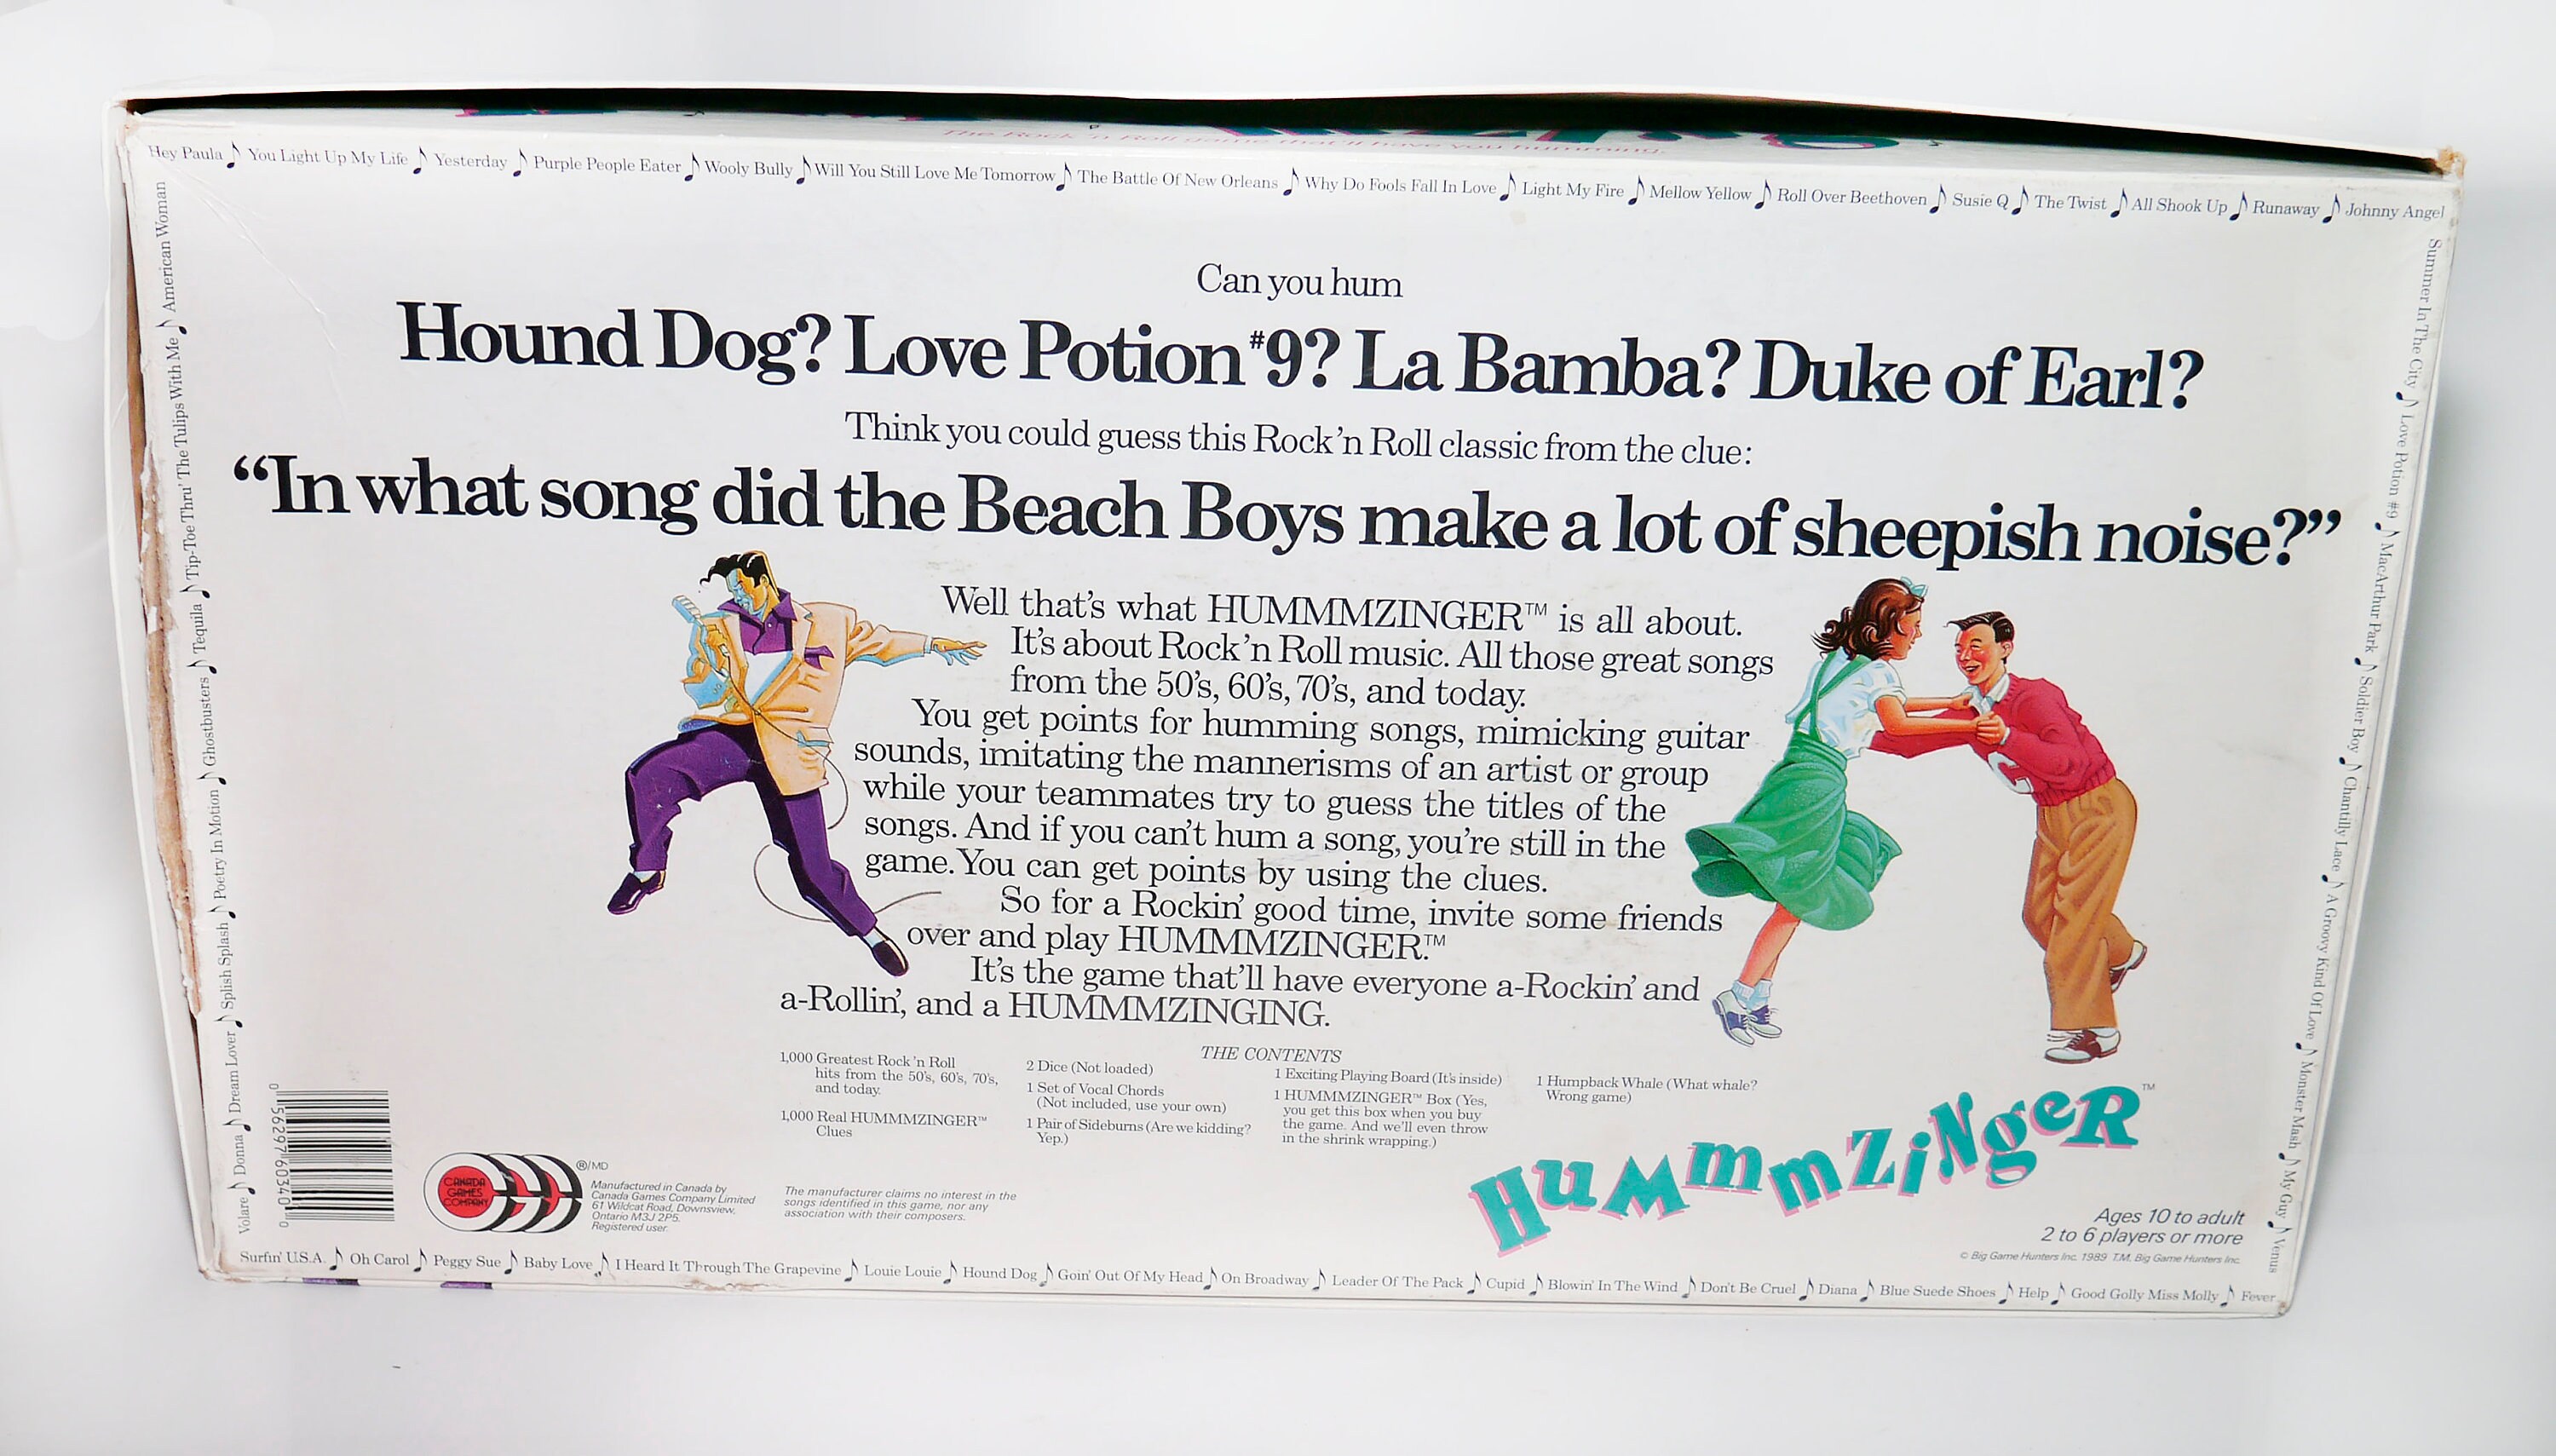 The Rock 'n Roll game that'll have you humming.
Hey Paula ♪ You Light Up My Life ♪ Yesterday ♪ Purple People Eater ♪ Wooly Bully ♪ Will You Still Love Me Tomorrow ♪ The Battle Of New Orleans ♪ Why Do Fools Fall In Love ♪ Light My Fire ♪ Mellow Yellow ♪ Roll Over Beethoven ♪ Susie Q ♪ The Twist ♪ All Shook Up ♪ Runaway ♪ Johnny Angel
Volare ♪ Donna ♪ Dream Lover ♪ Splish Splash ♪ Poetry In Motion ♪ Ghostbusters ♪ Tequila ♪ Tip-Toe Thru' The Tulips With Me ♪ American Woman
Summer In The City ♪ Love Potion #9 ♪ MacArthur Park ♪ Soldier Boy ♪ Chantilly Lace ♪ A Groovy Kind Of Love ♪ Monster Mash ♪ My Guy ♪ Venus
Can you hum
Hound Dog? Love Potion #9? La Bamba? Duke of Earl?
Think you could guess this Rock'n Roll classic from the clue:
“In what song did the Beach Boys make a lot of sheepish noise?”
Well that's what HUMMMZINGER™ is all about.
It's about Rock'n Roll music. All those great songs
from the 50's, 60's, 70's, and today.
You get points for humming songs, mimicking guitar
sounds, imitating the mannerisms of an artist or group
while your teammates try to guess the titles of the
songs. And if you can't hum a song, you're still in the
game. You can get points by using the clues.
So for a Rockin' good time, invite some friends
over and play HUMMMZINGER.™
It's the game that'll have everyone a-Rockin' and
a-Rollin', and a HUMMMZINGING.
C
THE CONTENTS
1,000 Greatest Rock'n Roll
hits from the 50's, 60's, 70's,
and today.
1,000 Real HUMMMZINGER™
Clues
2 Dice (Not loaded)
1 Set of Vocal Chords
(Not included, use your own)
1 Pair of Sideburns (Are we kidding?
Yep.)
1 Exciting Playing Board (It's inside)
1 HUMMMZINGER™ Box (Yes,
you get this box when you buy
the game. And we'll even throw
in the shrink wrapping.)
1 Humpback Whale (What whale?
Wrong game)
0 56297 60340 0
CANADA
GAMES
COMPANY
®/MD
Manufactured in Canada by
Canada Games Company Limited
61 Wildcat Road, Downsview,
Ontario M3J 2P5.
Registered user.
The manufacturer claims no interest in the
songs identified in this game, nor any
association with their composers.
HuMmmZiNgeR™
Ages 10 to adult
2 to 6 players or more
© Big Game Hunters Inc. 1989 T.M. Big Game Hunters Inc.
Surfin' U.S.A. ♪ Oh Carol ♪ Peggy Sue ♪ Baby Love ♪ I Heard It Through The Grapevine ♪ Louie Louie ♪ Hound Dog ♪ Goin' Out Of My Head ♪ On Broadway ♪ Leader Of The Pack ♪ Cupid ♪ Blowin' In The Wind ♪ Don't Be Cruel ♪ Diana ♪ Blue Suede Shoes ♪ Help ♪ Good Golly Miss Molly ♪ Fever